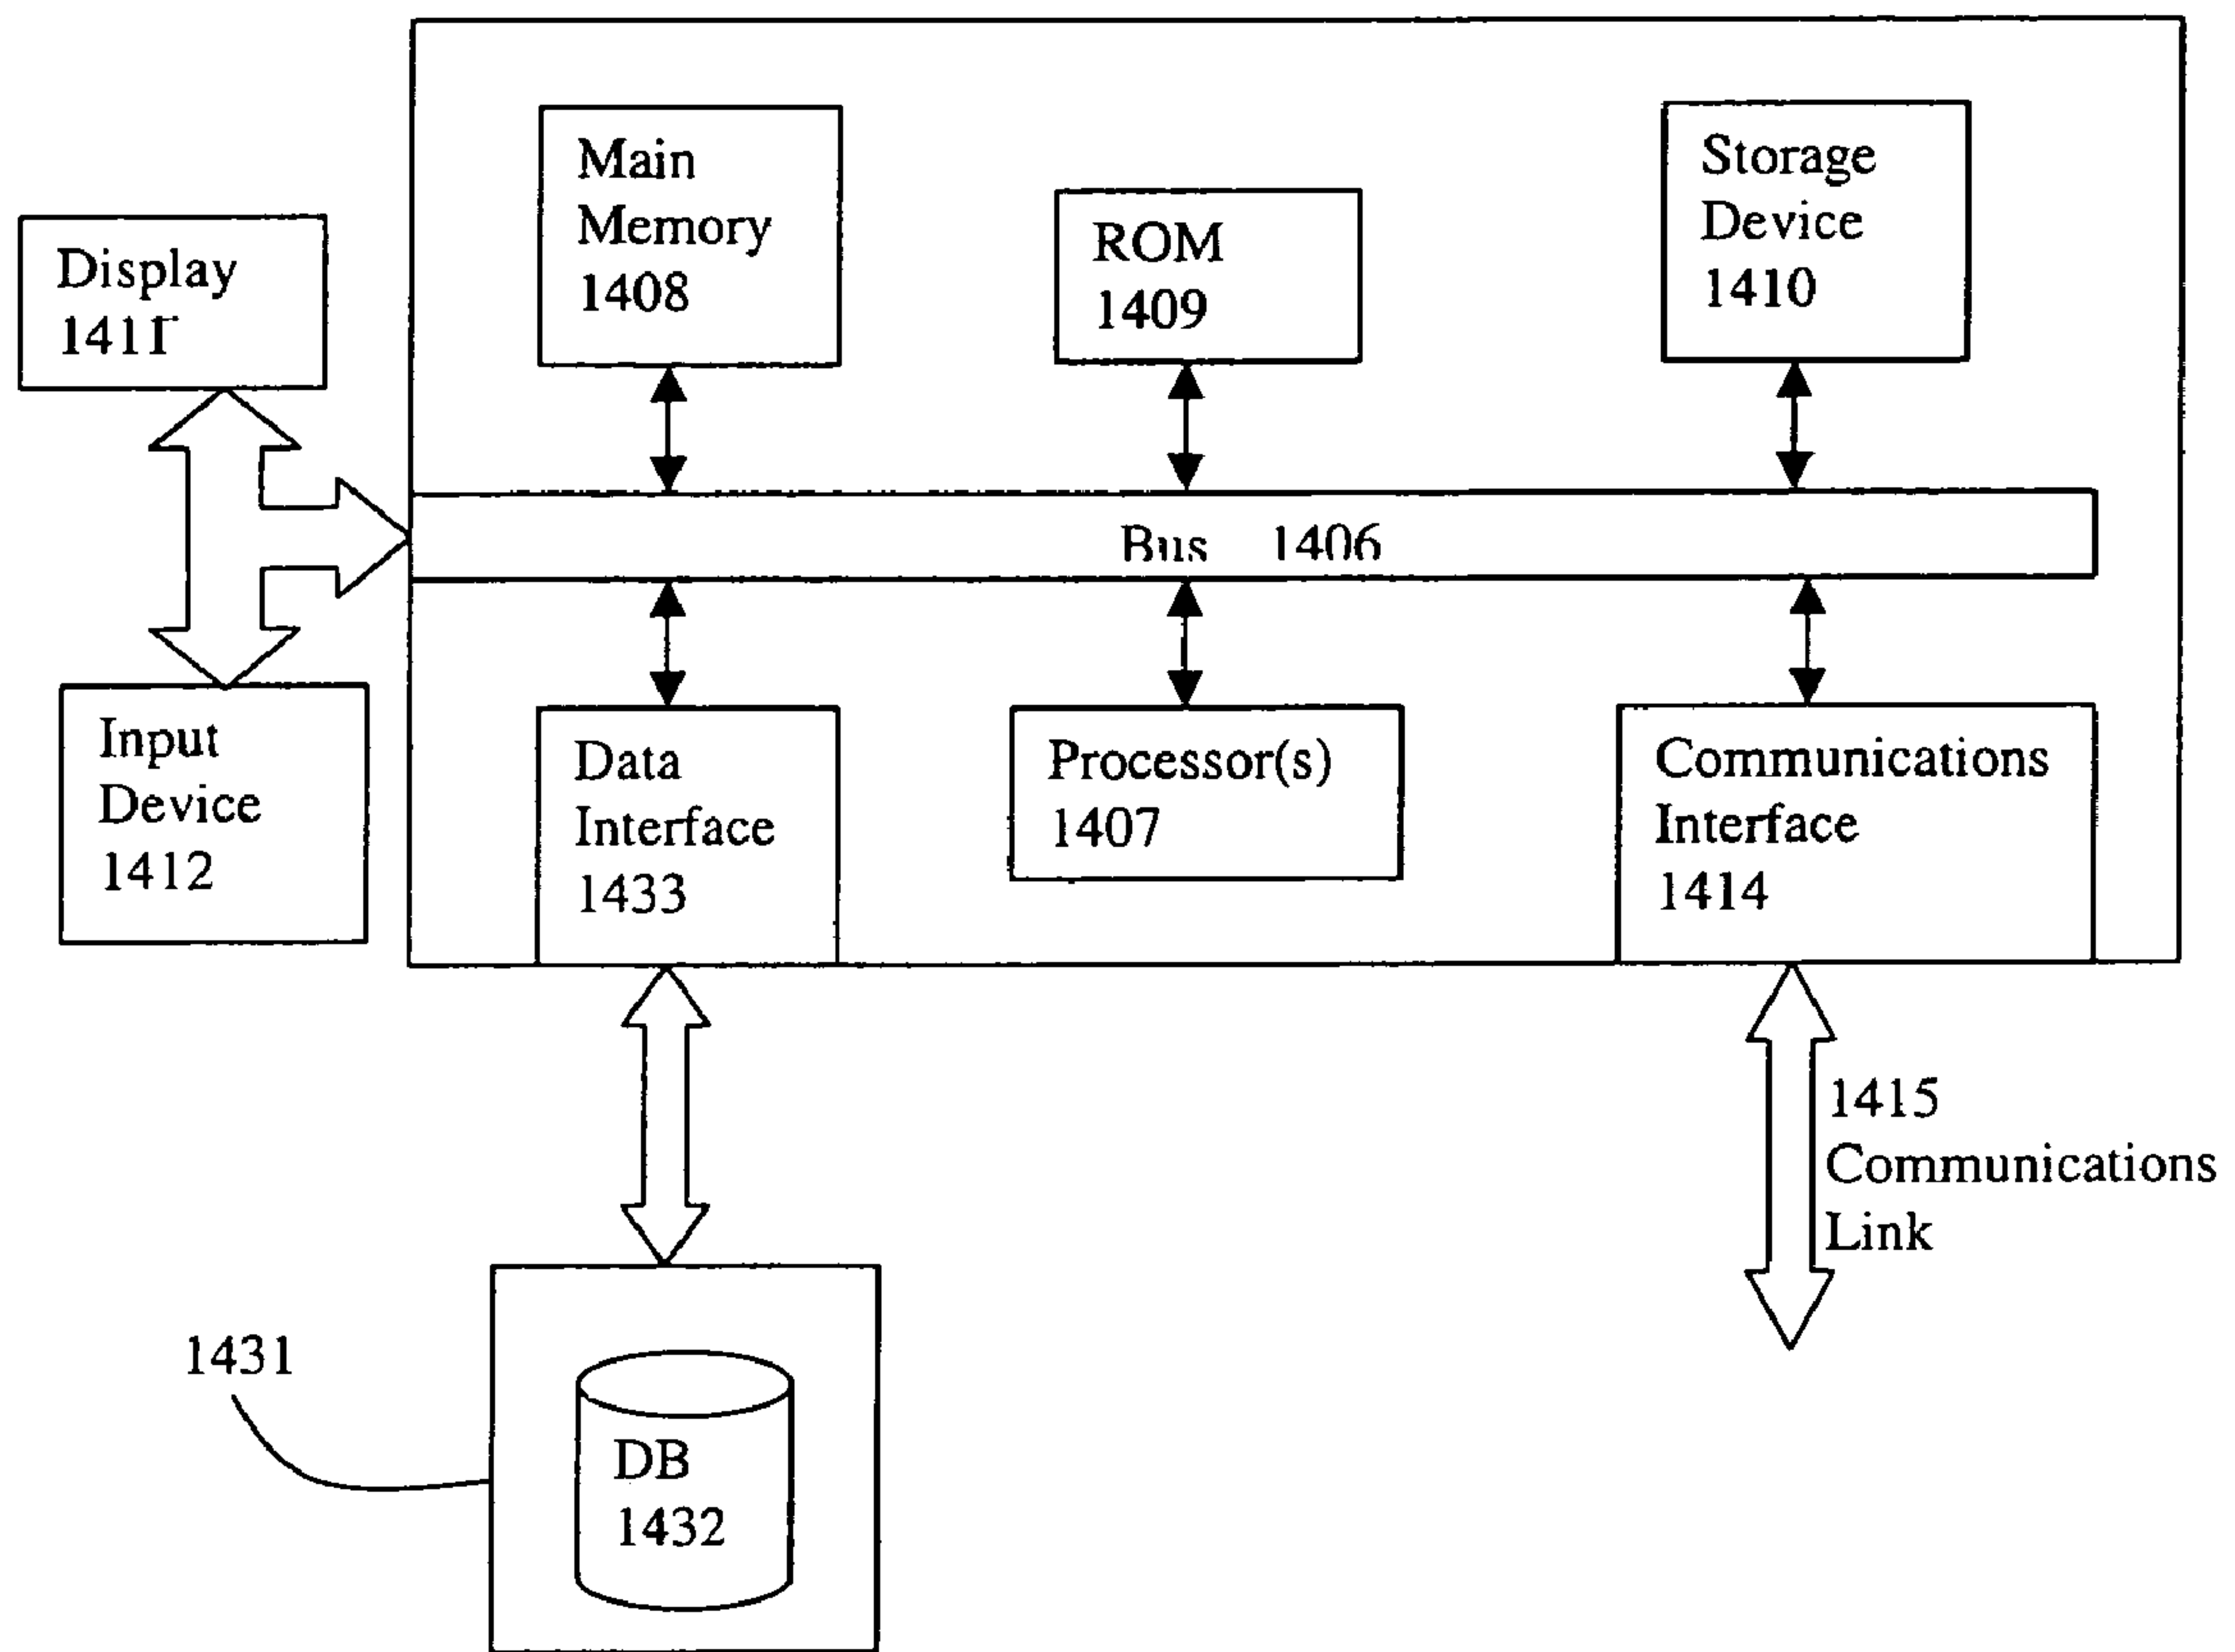 Main
Memory
1408
ROM
1409
Storage
Device
1410
Display
1411
Bus 1406
Input
Device
1412
Data
Interface
1433
Processor(s)
1407
Communications
Interface
1414
1415
Communications
Link
1431
DB
1432